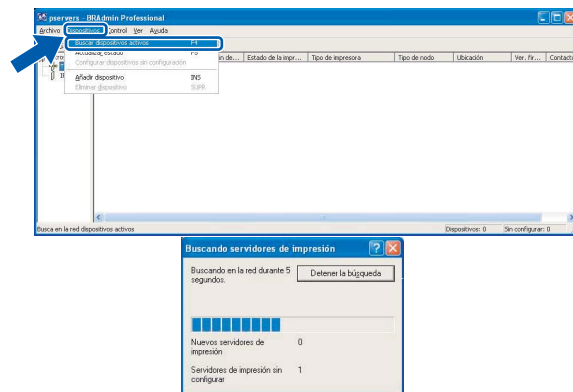 pservers - BRAdmin Professional
Archivo Dispositivos Control Ver Ayuda
Buscar dispositivos activos F4
Actualizar estado F5
Configurar dispositivos sin configuración
Añadir dispositivo INS
Eliminar dispositivo SUPR
Estado de la impr... Tipo de impresora Tipo de nodo Ubicación Ver. fir... Contacto
Busca en la red dispositivos activos Dispositivos: 0 Sin configurar: 0
Buscando servidores de impresión
Buscando en la red durante 5
segundos.
Detener la búsqueda
Nuevos servidores de 0
impresión
Servidores de impresión sin 1
configurar